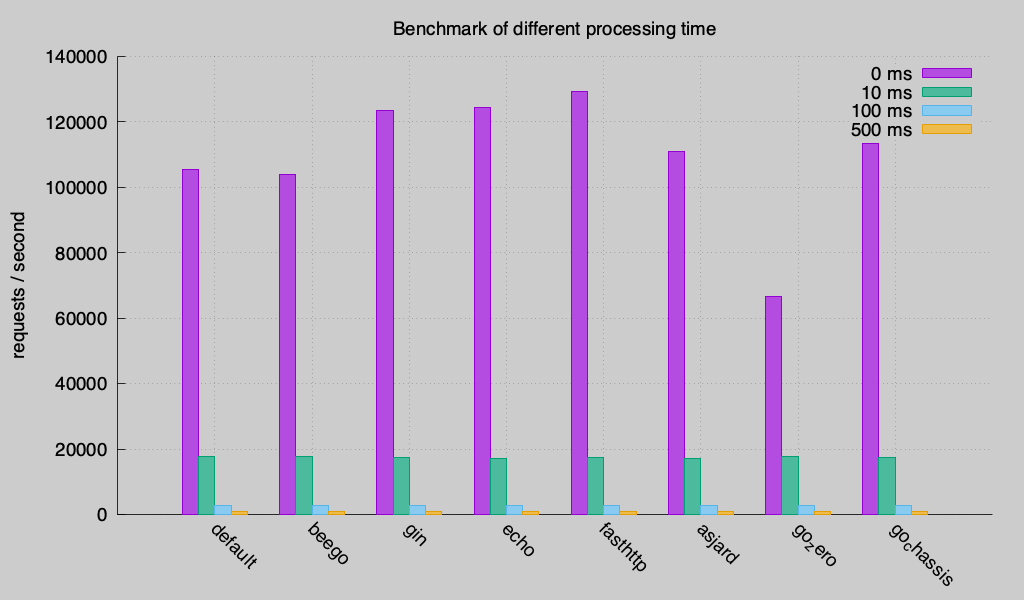 Benchmark of different processing time
requests / second
140000
120000
100000
80000
60000
40000
20000
0
0 ms
10 ms
100 ms
500 ms
default
beego
gin
echo
fasthttp
asjard
gozero
gochassis